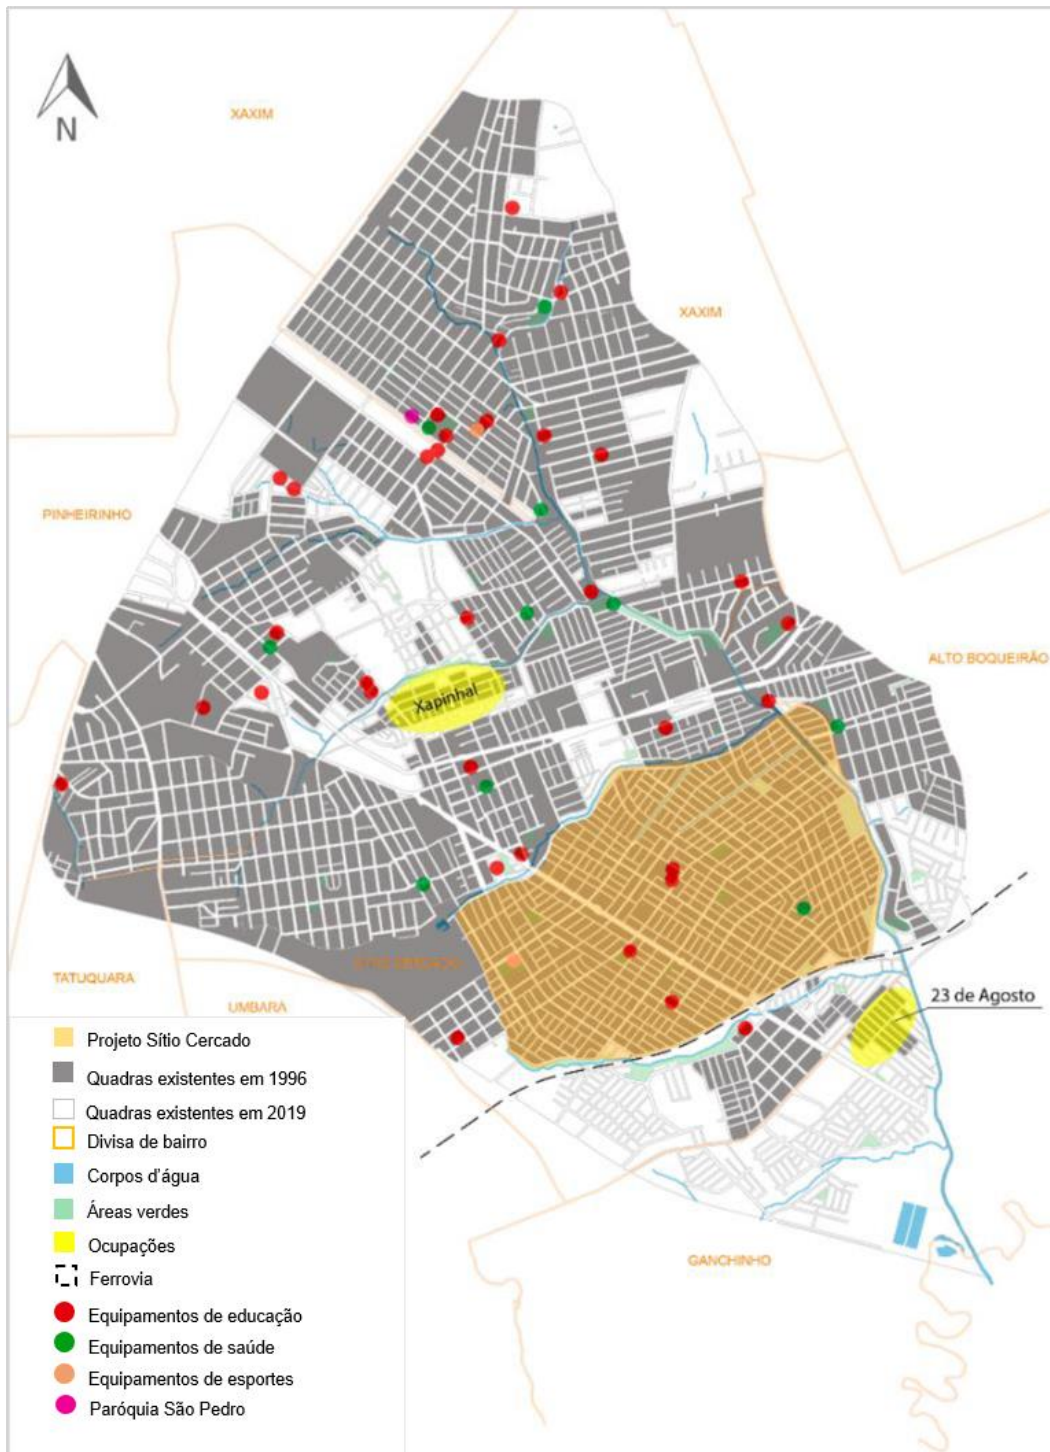 N
XAXIM
XAXIM
PINHEIRINHO
ALTO BOQUEIRÃO
Xapinhal
SÍTIO CERCADO
TATUQUARA
UMBARÁ
23 de Agosto
GANCHINHO
Projeto Sítio Cercado
Quadras existentes em 1996
Quadras existentes em 2019
Divisa de bairro
Corpos d'água
Áreas verdes
Ocupações
Ferrovia
Equipamentos de educação
Equipamentos de saúde
Equipamentos de esportes
Paróquia São Pedro